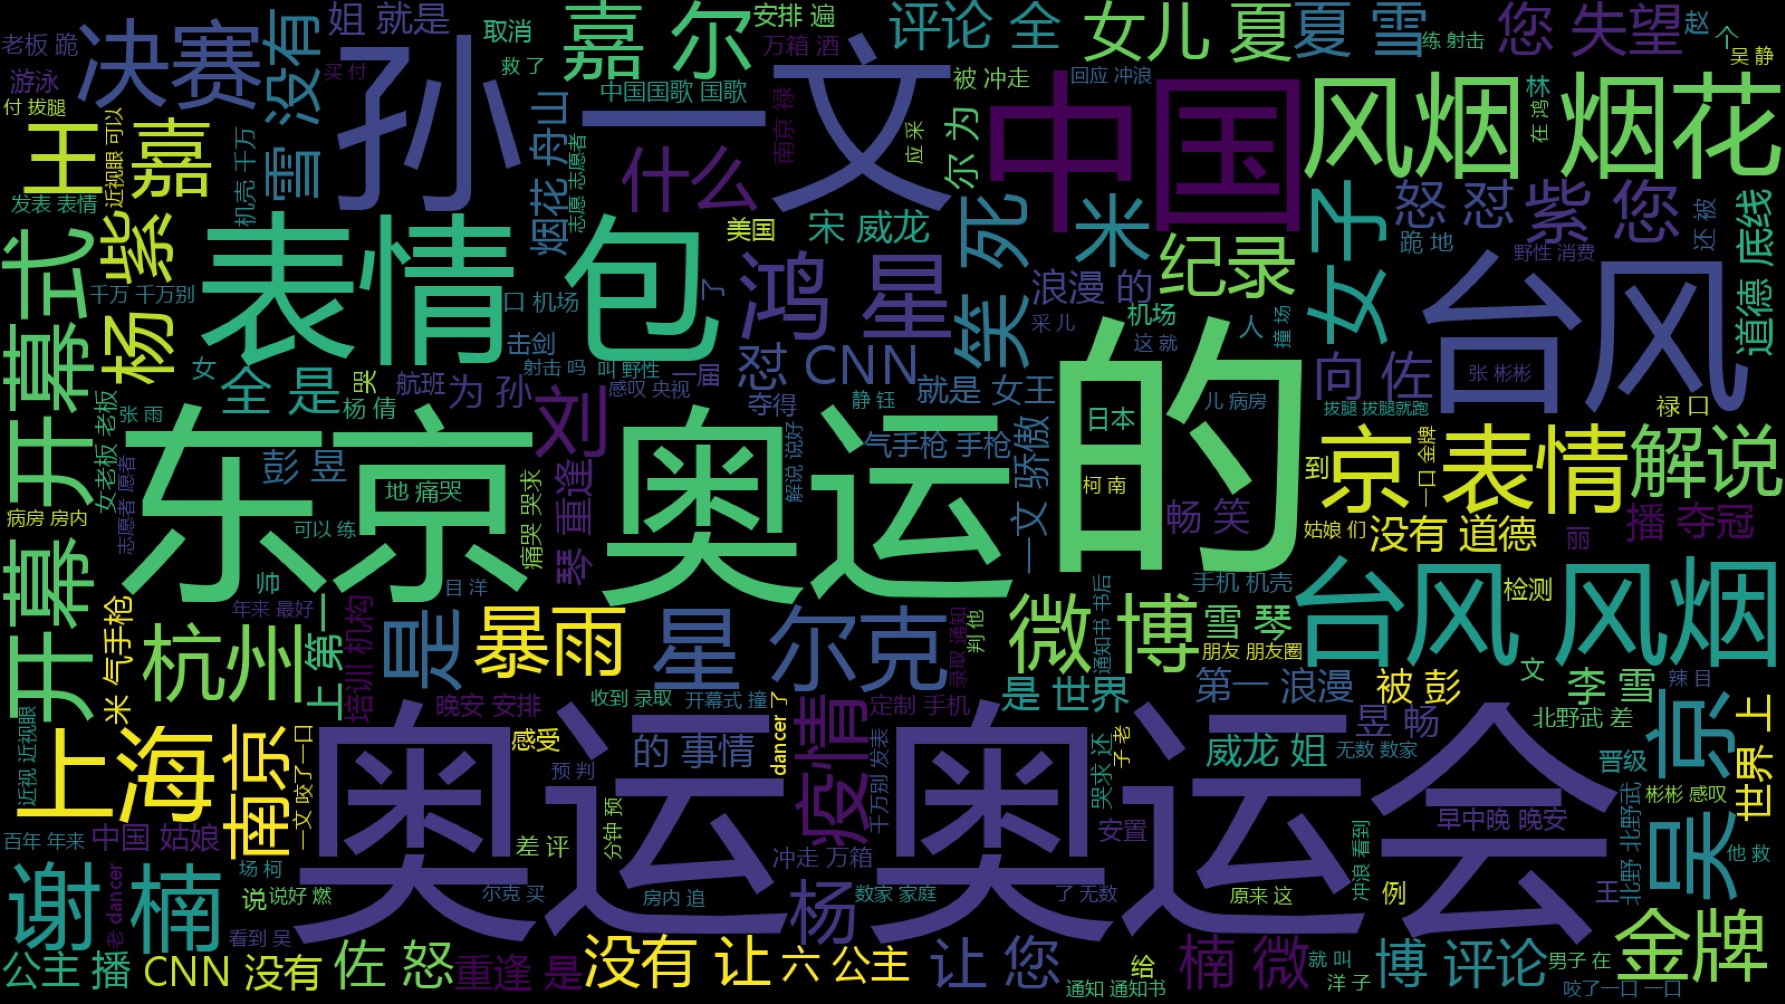 老板 跪
决赛
没有
姐 就是
取消
嘉 尔
安排 遍
评论 全
女儿 夏
夏 雪
您 失望
赵
个
吴 静
练 射击
游泳
买 付
救 了
万箱 酒
被 冲走
回应 冲浪
付 拔腿
孙
一文
中国国歌 国歌
中国
风烟
烟花
袜
在 鸿
王 嘉
近视眼 可以
机壳 千万
雪
烟花 舟山
志愿 志愿者
什么
南京 禄
应 采
尔 为
发表 表情
紫
杨
表情
包
美国
宋 威龙
笑 死
米
纪录
女子
怒 怼
紫 您
跪 地
还 被
野性 消费
道德 底线
千万 千万别
口 机场
了
鸿 星
浪漫 的
采 儿
机场
这 就
人
撞 场
台风
开幕式
开幕
女
全 是
哭
击剑
射击 吗
叫 野性
航班
为 孙
感叹 央视
一届
怼 CNN
就是 女王
向 佐
张 彬彬
张 雨
杨 倩
夺得
静 钰
儿 病房
拔腿 拔腿就跑
禄 口
女老板 老板
志愿者 愿者
东京
奥运
的
刘
彭 昱
地 痛哭
可以 练
痛哭 哭求
琴 重逢
解说 说好
气手枪 手枪
一文 骄傲
日本
柯 南
畅 笑
到
京 表情
一口 金牌
解说
姑娘 们
没有 道德
丽
播 夺冠
病房 房内
帅
目 洋
手机 机壳
台风 风烟
检测
米 气手枪
杭州
年来 最好
上 第一
培训 机构
是
暴雨
星 尔克
录取 通知
判 他
微 博
通知书 书后
雪 琴
朋友 朋友圈
是 世界
第一 浪漫
被 彭
文
李 雪
辣 目
近视 近视眼
上海
南京
一文 咬了一口
晚安 安排
收到 录取
开幕式 撞
感受
的 事情
dancer 了
疫情
定制 手机
千万别 发表
哭求 还
子 老
昱 畅
威龙 姐
无数 数家
北野武 差
晋级
京
世界 上
预 判
奥运
奥运会
彬彬 感叹
早中晚 晚安
百年 年来
中国 姑娘
差 评
分钟 预
冲走 万箱
安置
冲浪 看到
北野 北野武
吴
他 救
谢 楠
老 dancer
场 柯
说
说好 燃
尔克 买
房内 追
杨
数家 家庭
了 无数
原来 这
例
王
看到 吴
金牌
公主 播
CNN 没有
佐 怒
重逢 是
没有 让
六 公主
让 您
给
通知 通知书
楠 微
就 叫
洋 子
博 评论
男子 在
咬了一口 一口